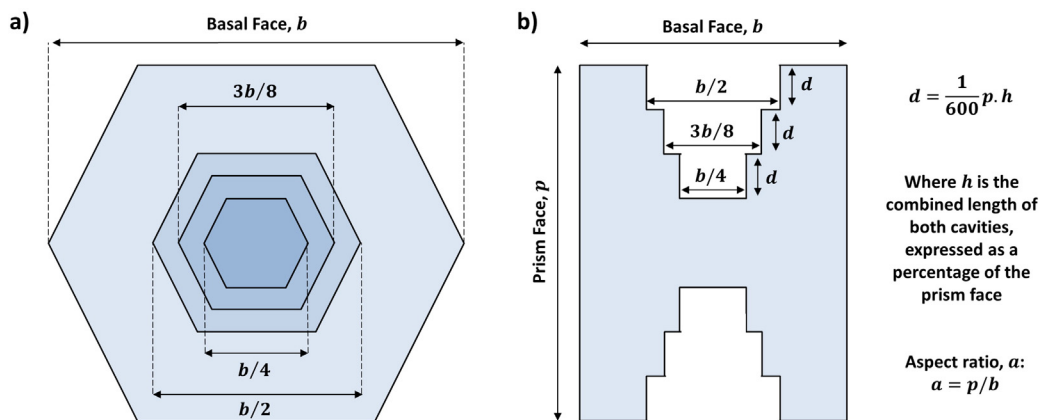 a)
Basal Face, b
3b/8
b/4
b/2
b)
Basal Face, b
b/2
d
3b/8
d
b/4
d
Prism Face, p
d = 1/600 p.h
Where h is the
combined length of
both cavities,
expressed as a
percentage of the
prism face
Aspect ratio, a:
a = p/b